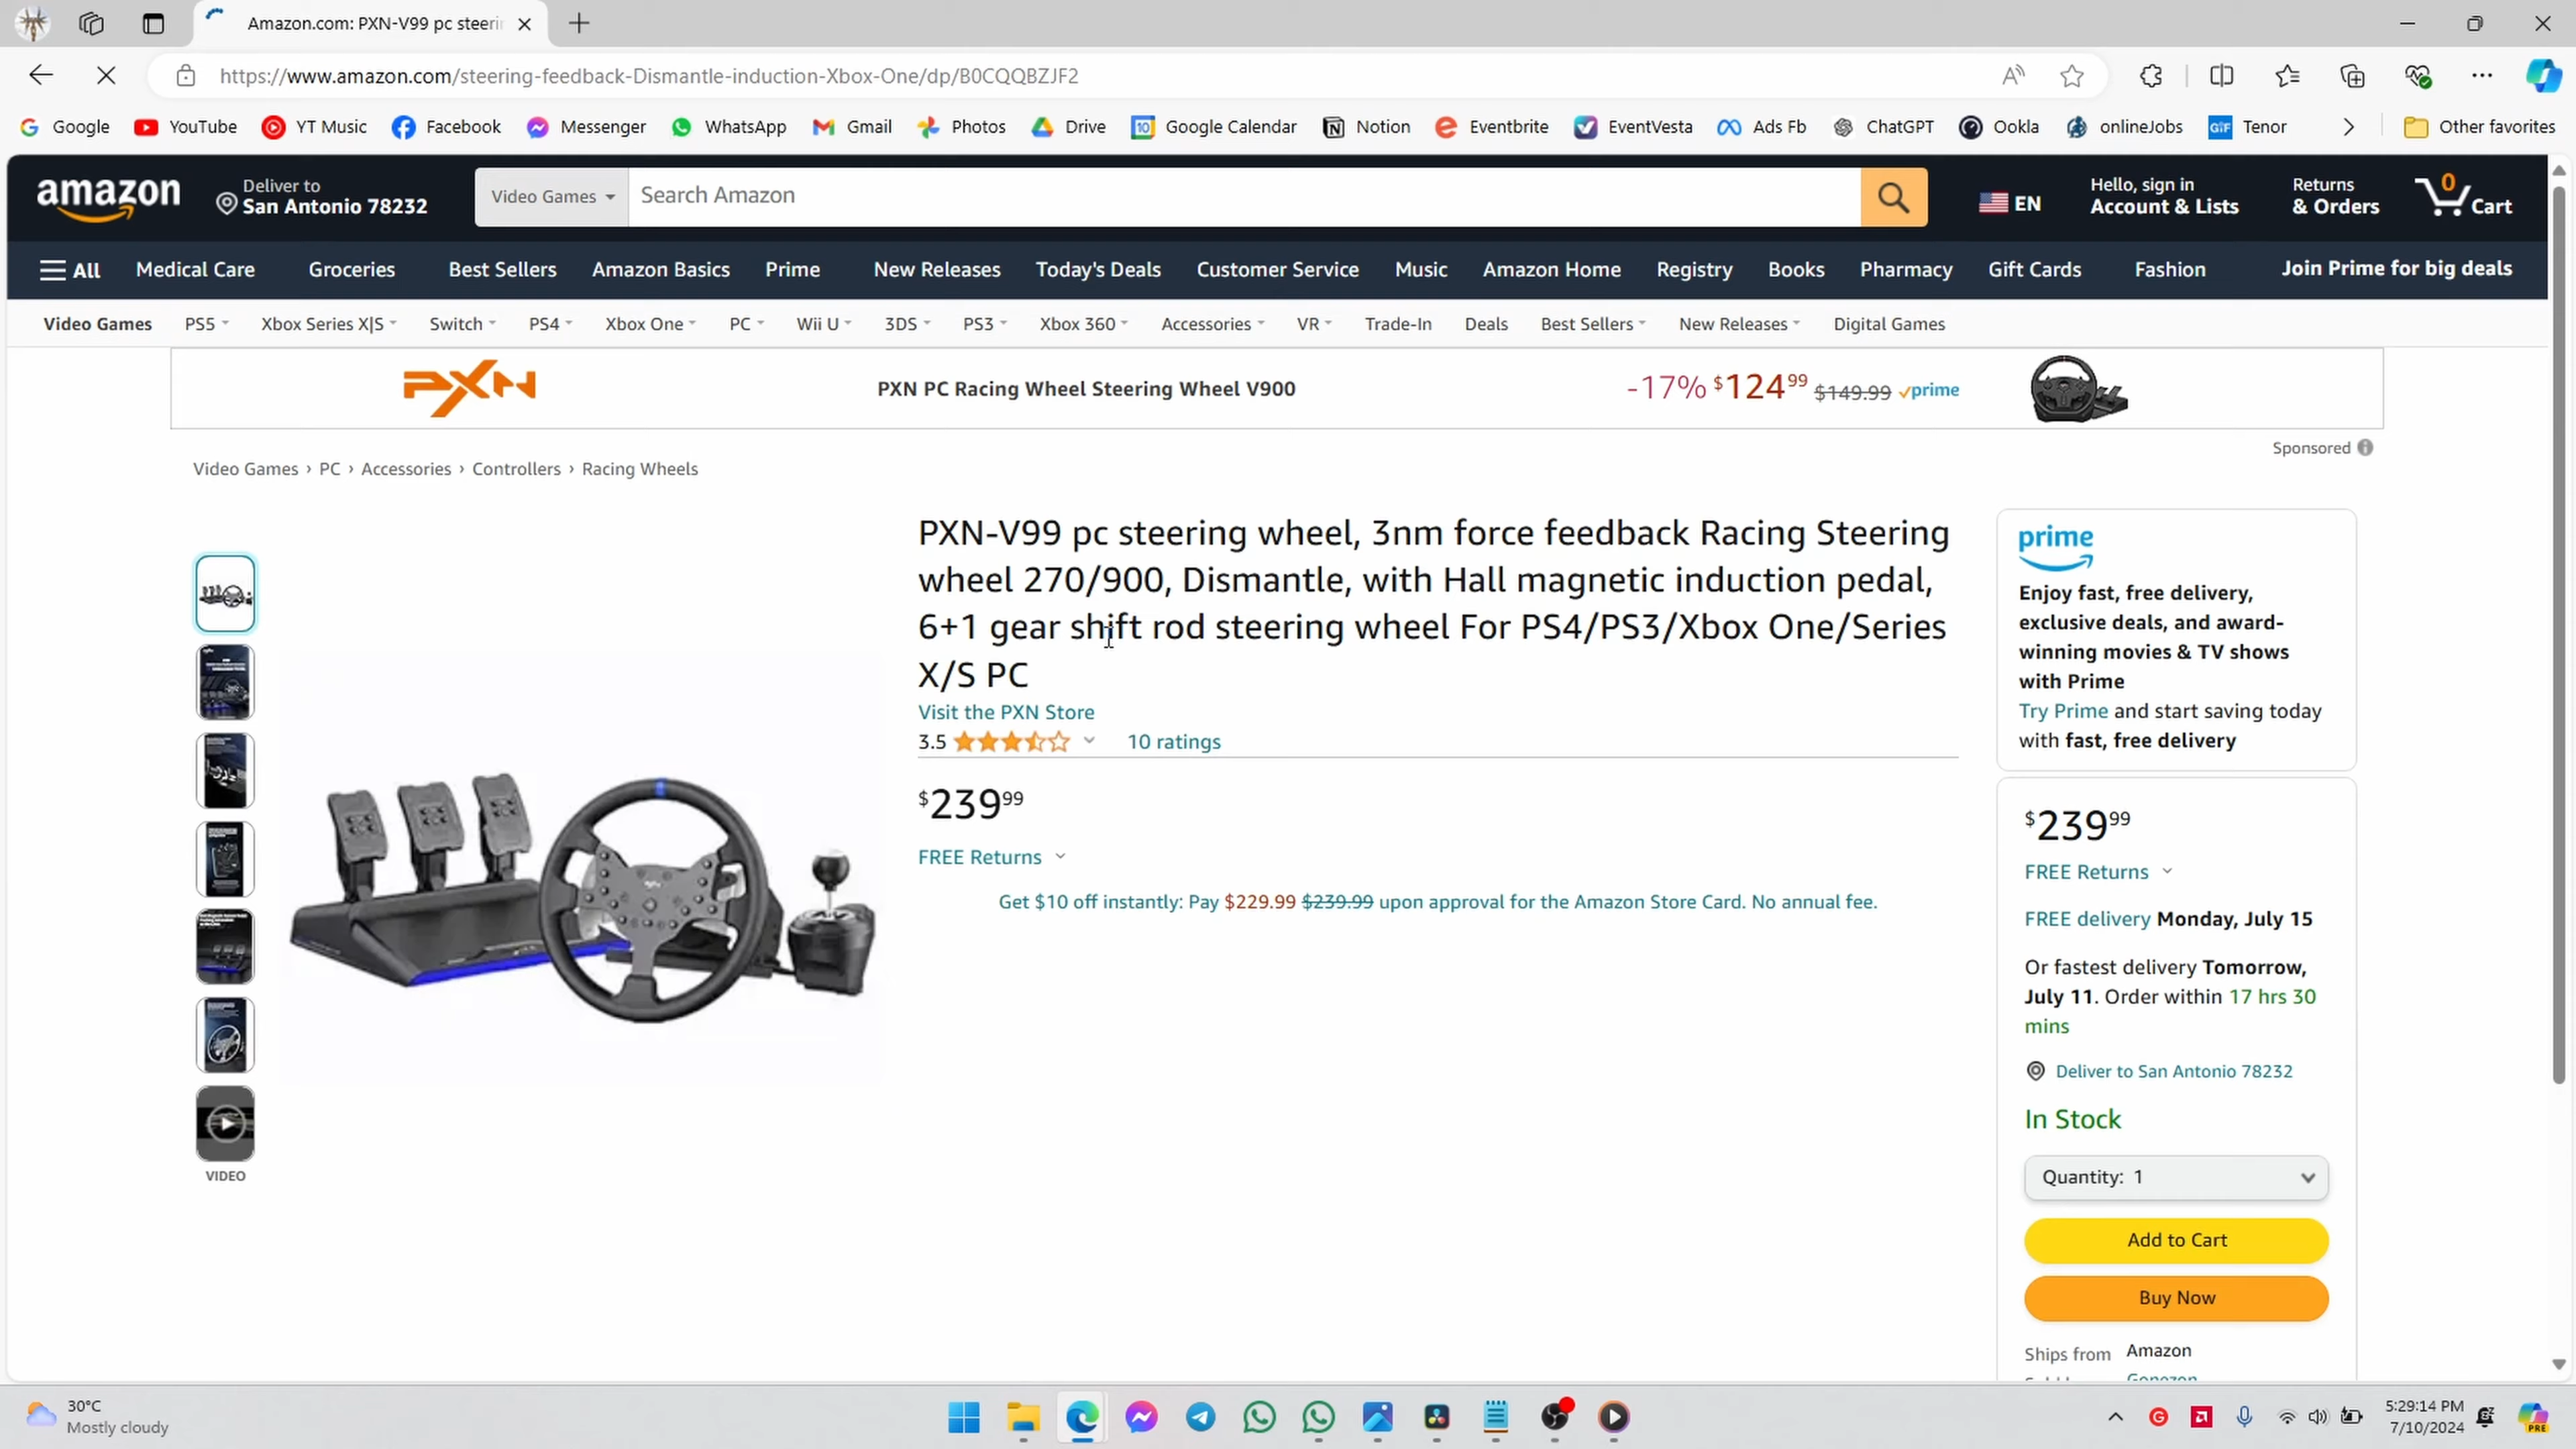 Amazon.com: PXN-V99 pc steerin
https://www.amazon.com/steering-feedback-Dismantle-induction-Xbox-One/dp/B0CQQBZJF2
Google YouTube YT Music Facebook Messenger WhatsApp Gmail Photos Drive 10 Google Calendar Notion Eventbrite EventVesta Ads Fb ChatGPT Ookla onlineJobs GIF Tenor Other favorites
amazon
Deliver to
San Antonio 78232
Video Games
Search Amazon
EN
Hello, sign in
Account & Lists
Returns
& Orders
0
Cart
All Medical Care Groceries Best Sellers Amazon Basics Prime New Releases Today's Deals Customer Service Music Amazon Home Registry Books Pharmacy Gift Cards Fashion Join Prime for big deals
Video Games PS5 Xbox Series X|S Switch PS4 Xbox One PC Wii U 3DS PS3 Xbox 360 Accessories VR Trade-In Deals Best Sellers New Releases Digital Games
PXN PXN PC Racing Wheel Steering Wheel V900 -17% $124.99 $149.99 prime
Sponsored
Video Games › PC › Accessories › Controllers › Racing Wheels
PXN-V99 pc steering wheel, 3nm force feedback Racing Steering
wheel 270/900, Dismantle, with Hall magnetic induction pedal,
6+1 gear shift rod steering wheel For PS4/PS3/Xbox One/Series
X/S PC
Visit the PXN Store
3.5 10 ratings
$239.99
FREE Returns
Get $10 off instantly: Pay $229.99 $239.99 upon approval for the Amazon Store Card. No annual fee.
VIDEO
prime
Enjoy fast, free delivery,
exclusive deals, and award-
winning movies & TV shows
with Prime
Try Prime and start saving today
with fast, free delivery
$239.99
FREE Returns
FREE delivery Monday, July 15
Or fastest delivery Tomorrow,
July 11. Order within 17 hrs 30
mins
Deliver to San Antonio 78232
In Stock
Quantity: 1
Add to Cart
Buy Now
Ships from Amazon
30°C
Mostly cloudy
5:29:14 PM
7/10/2024
PRE